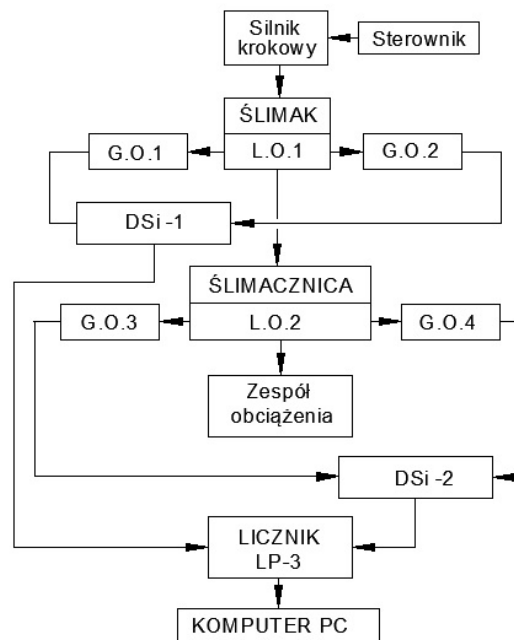 Silnik
krokowy
Sterownik
ŚLIMAK
G.O.1
L.O.1
G.O.2
DSi -1
ŚLIMACZNICA
G.O.3
L.O.2
G.O.4
Zespół
obciążenia
DSi -2
LICZNIK
LP-3
KOMPUTER PC